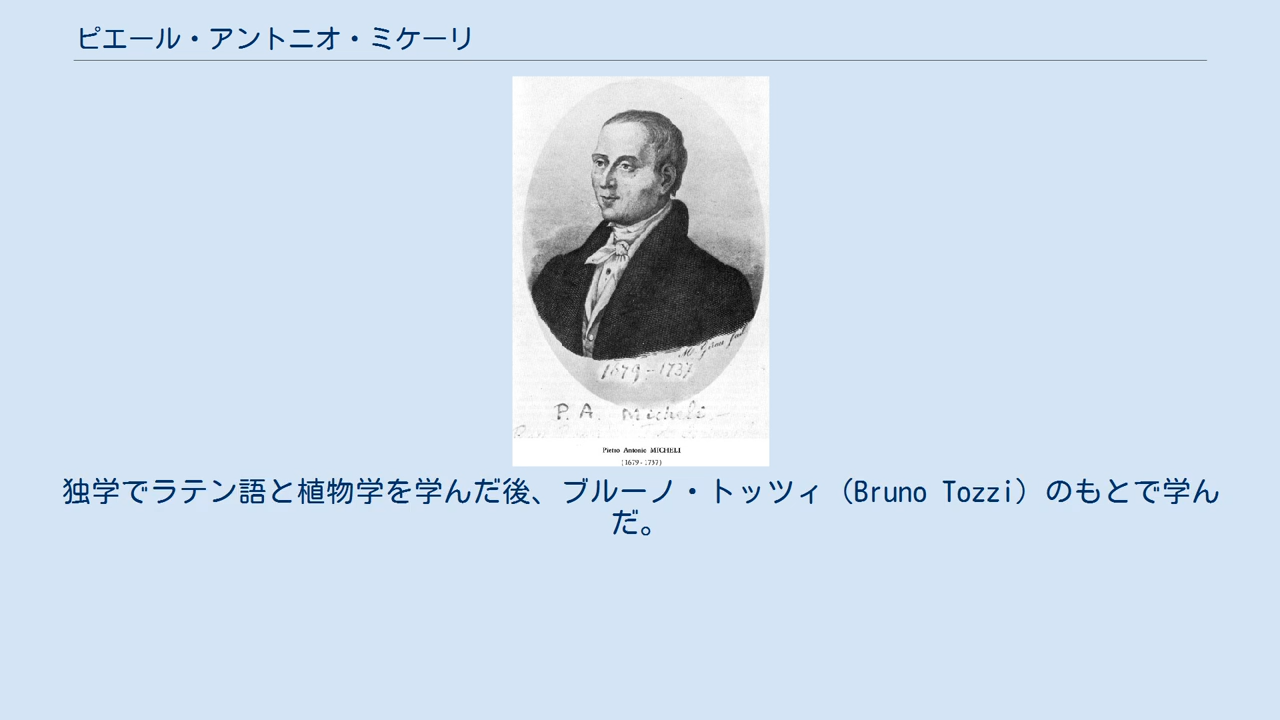 ピエール・アントニオ・ミケーリ
1679-1737
P. A. Micheli
Pietro Antonio MICHELI
(1679-1737)
独学でラテン語と植物学を学んだ後、ブルーノ・トッツィ（Bruno Tozzi）のもとで学ん
だ。